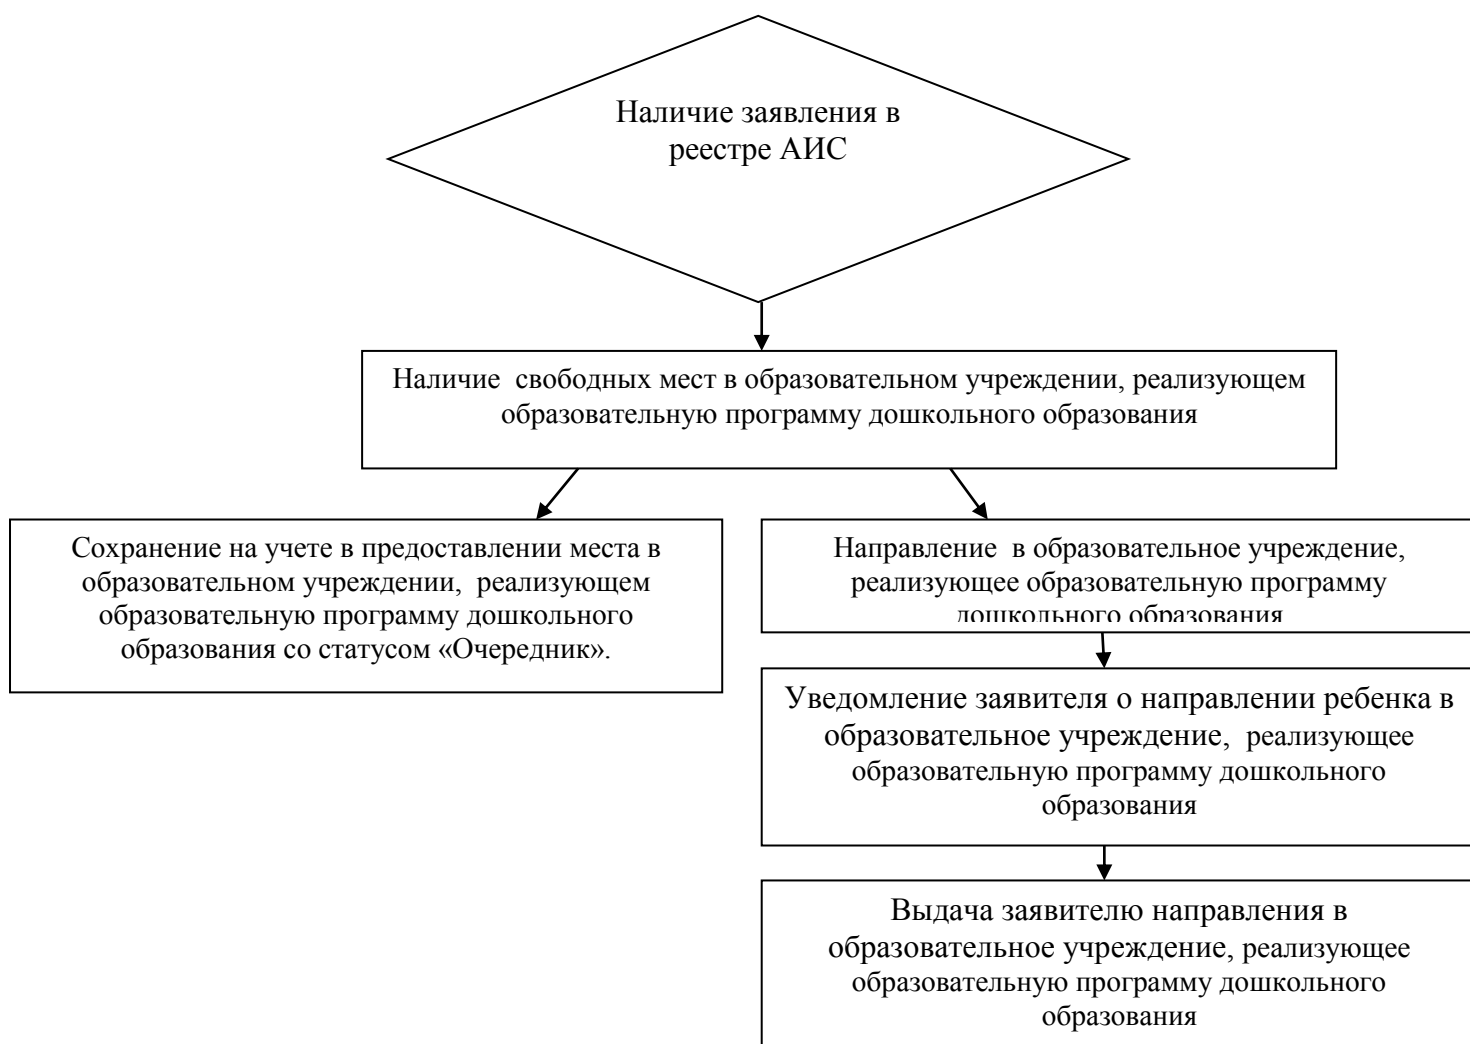 Наличие заявления в
реестре АИС
Наличие  свободных мест в образовательном учреждении, реализующем
образовательную программу дошкольного образования
Сохранение на учете в предоставлении места в
образовательном учреждении,  реализующем
образовательную программу дошкольного
образования со статусом «Очередник».
Направление  в образовательное учреждение,
реализующее образовательную программу
дошкольного образования
Уведомление заявителя о направлении ребенка в
образовательное учреждение,  реализующее
образовательную программу дошкольного
образования
Выдача заявителю направления в
образовательное учреждение, реализующее
образовательную программу дошкольного
образования